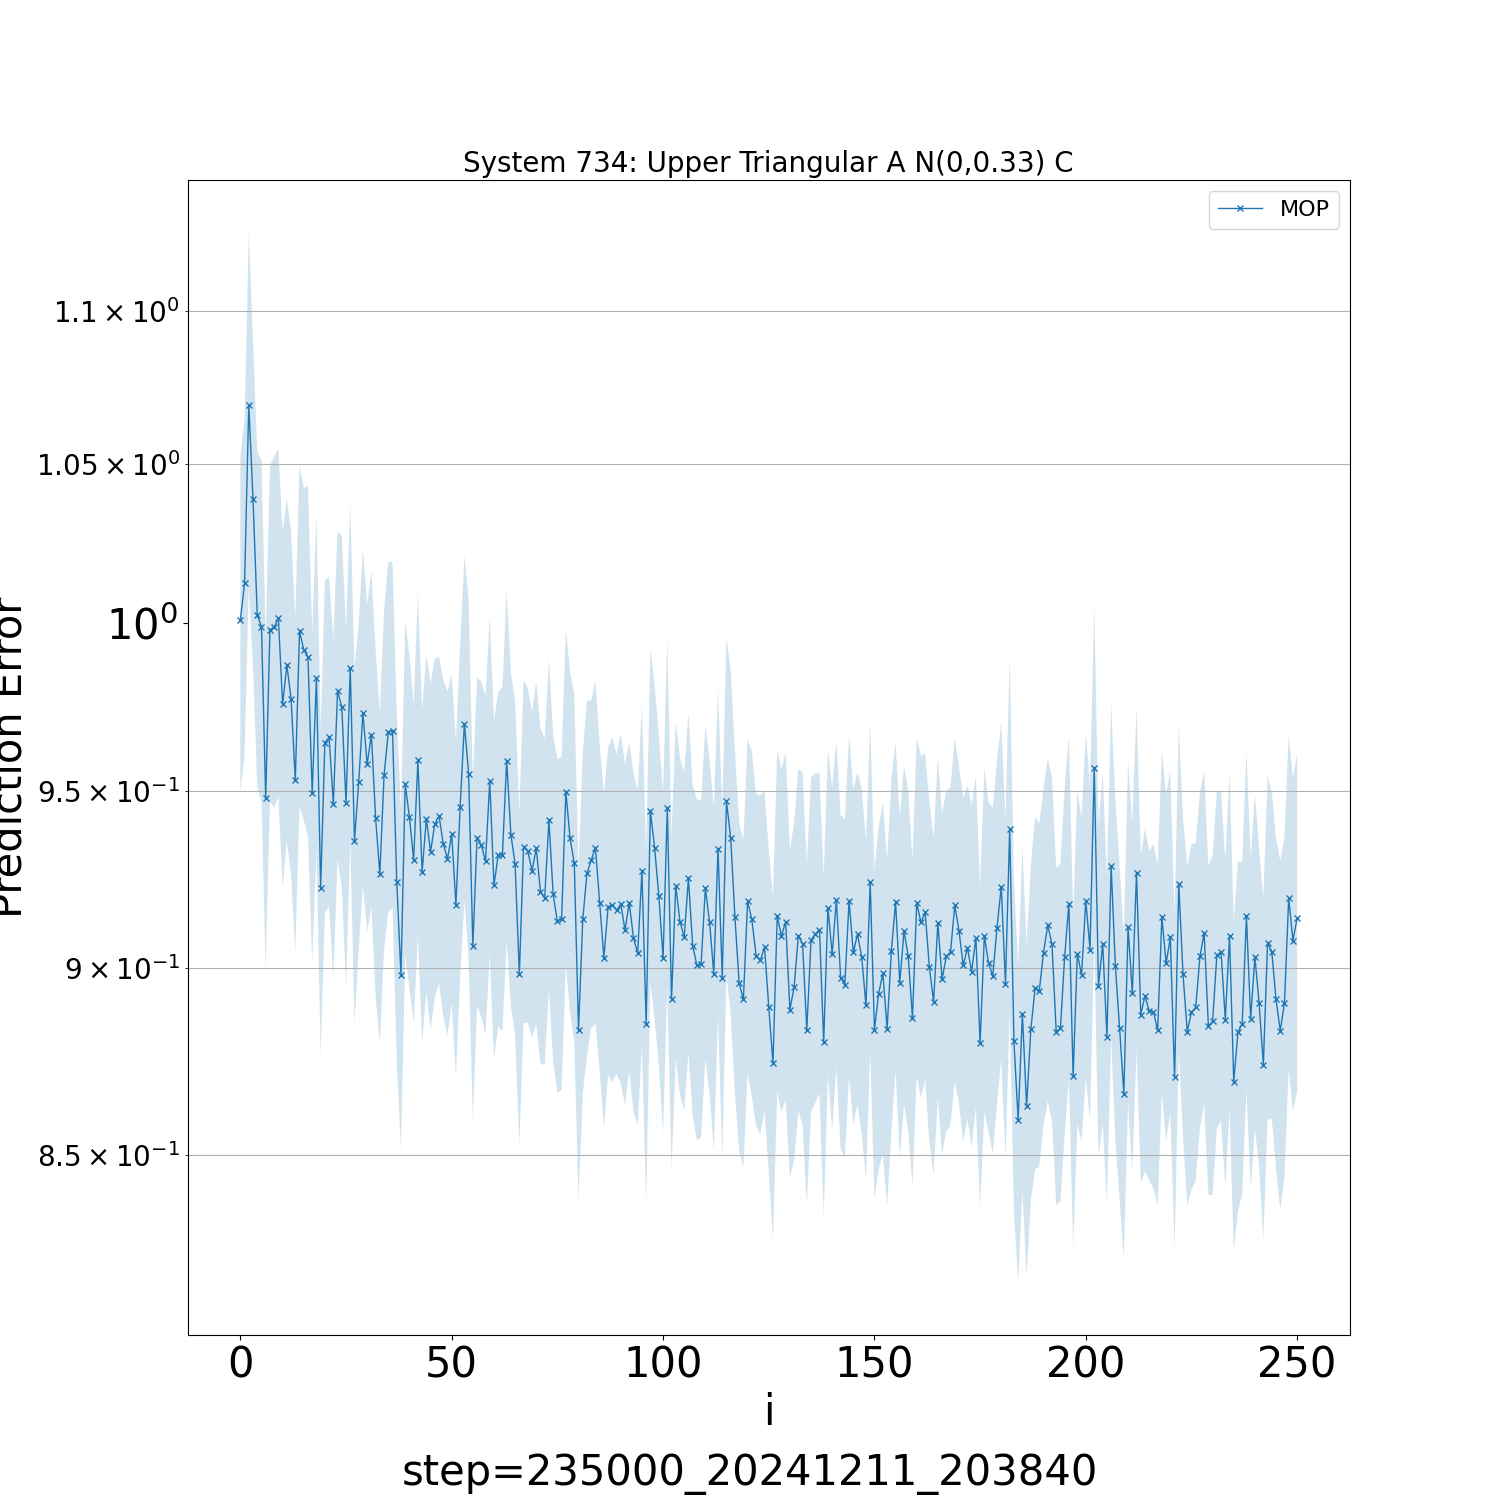 System 734: Upper Triangular A N(0,0.33) C
MOP
1.1 × 10⁰
1.05 × 10⁰
10⁰
9.5 × 10⁻¹
9 × 10⁻¹
8.5 × 10⁻¹
Prediction Error
0 50 100 150 200 250
i
step=235000_20241211_203840